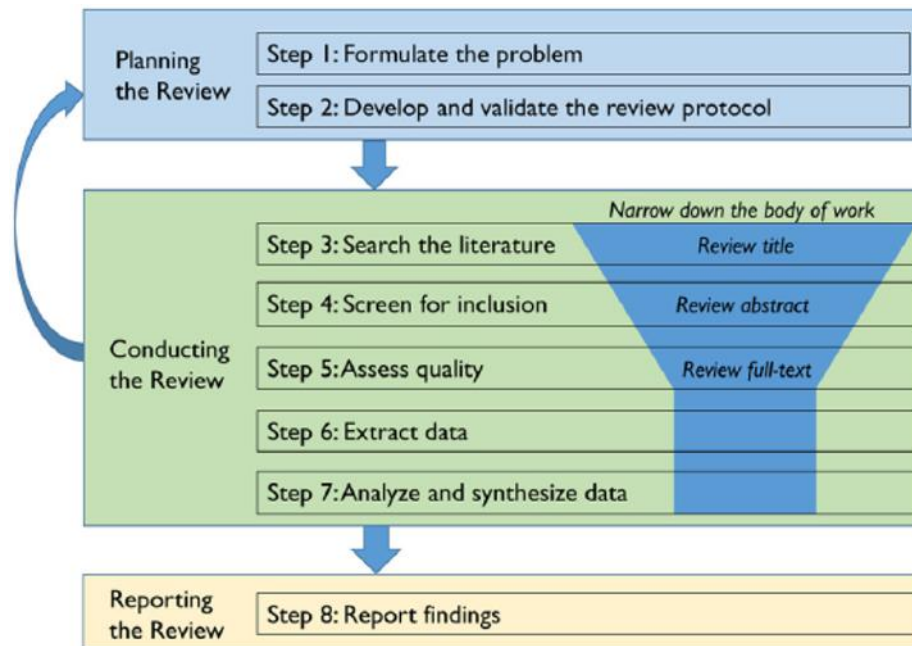 Planning
the Review
Step 1: Formulate the problem
Step 2: Develop and validate the review protocol
Conducting
the Review
Narrow down the body of work
Step 3: Search the literature
Review title
Step 4: Screen for inclusion
Review abstract
Step 5: Assess quality
Review full-text
Step 6: Extract data
Step 7: Analyze and synthesize data
Reporting
the Review
Step 8: Report findings